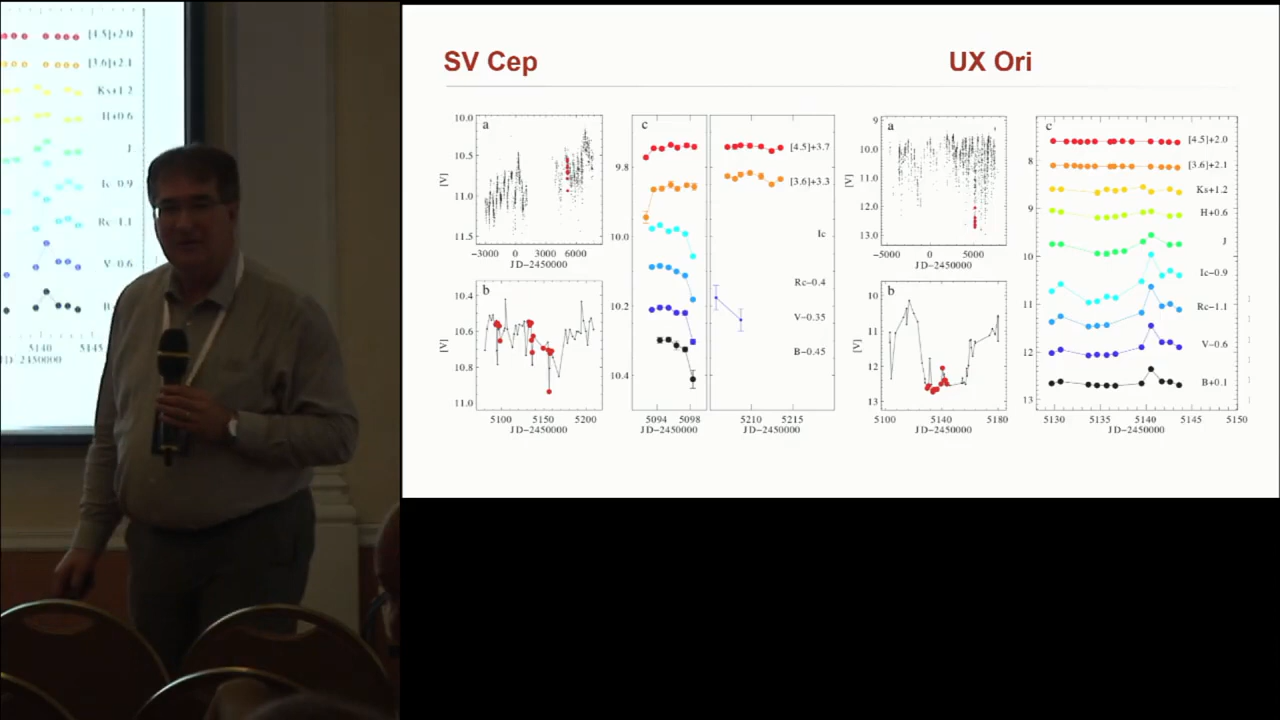 [4.5]+2.0
[3.6]+2.1
Ks+1.2
H+0.6
J
Ic-0.9
Rc-1.1
V-0.6
B
5140 5145
JD-2450000
SV Cep
UX Ori
a
10.0
10.5
11.0
11.5
[V]
-3000 0 3000 6000
JD-2450000
b
10.4
10.6
10.8
11.0
[V]
5100 5150 5200
JD-2450000
c
9.8
10.0
10.2
10.4
[4.5]+3.7
[3.6]+3.3
Ic
Rc-0.4
V-0.35
B-0.45
5094 5098
JD-2450000
5210 5215
JD-2450000
a
9
10.0
11.0
12.0
13.0
[V]
-5000 0 5000
JD-2450000
b
10
11
12
13
[V]
5100 5140 5180
JD-2450000
c
8
9
10
11
12
13
[4.5]+2.0
[3.6]+2.1
Ks+1.2
H+0.6
J
Ic-0.9
Rc-1.1
V-0.6
B+0.1
5130 5135 5140 5145 5150
JD-2450000